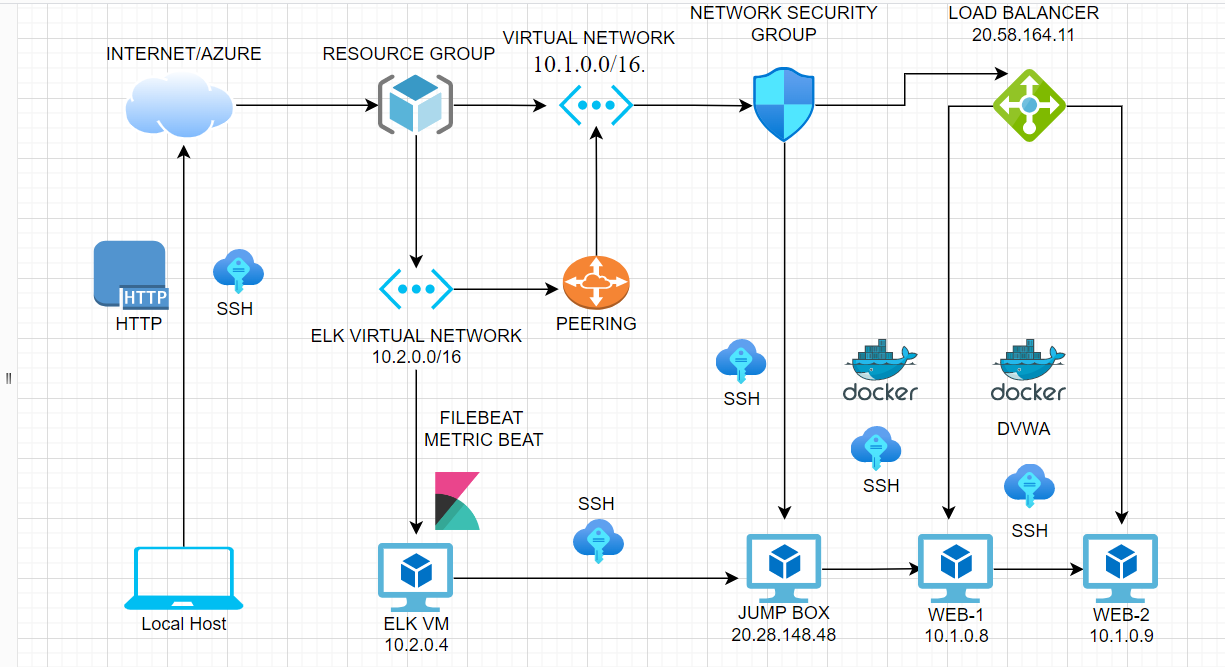 NETWORK SECURITY
GROUP
LOAD BALANCER
20.58.164.11
INTERNET/AZURE
RESOURCE GROUP
VIRTUAL NETWORK
10.1.0.0/16.
HTTP
HTTP
SSH
ELK VIRTUAL NETWORK
10.2.0.0/16
PEERING
SSH
docker
docker
FILEBEAT
METRIC BEAT
DVWA
SSH
SSH
SSH
Local Host
ELK VM
10.2.0.4
JUMP BOX
20.28.148.48
WEB-1
10.1.0.8
WEB-2
10.1.0.9